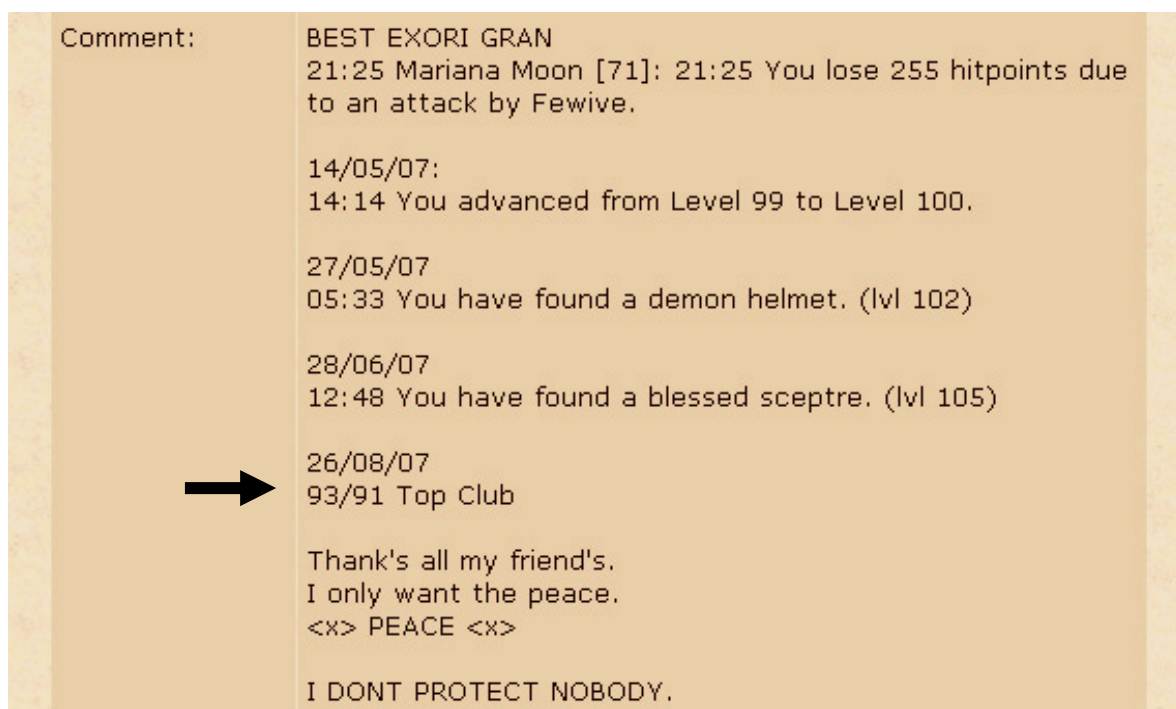 Comment:
BEST EXORI GRAN
21:25 Mariana Moon [71]: 21:25 You lose 255 hitpoints due
to an attack by Fewive.
14/05/07:
14:14 You advanced from Level 99 to Level 100.
27/05/07
05:33 You have found a demon helmet. (lvl 102)
28/06/07
12:48 You have found a blessed sceptre. (lvl 105)
26/08/07
93/91 Top Club
Thank's all my friend's.
I only want the peace.
<x> PEACE <x>
I DONT PROTECT NOBODY.